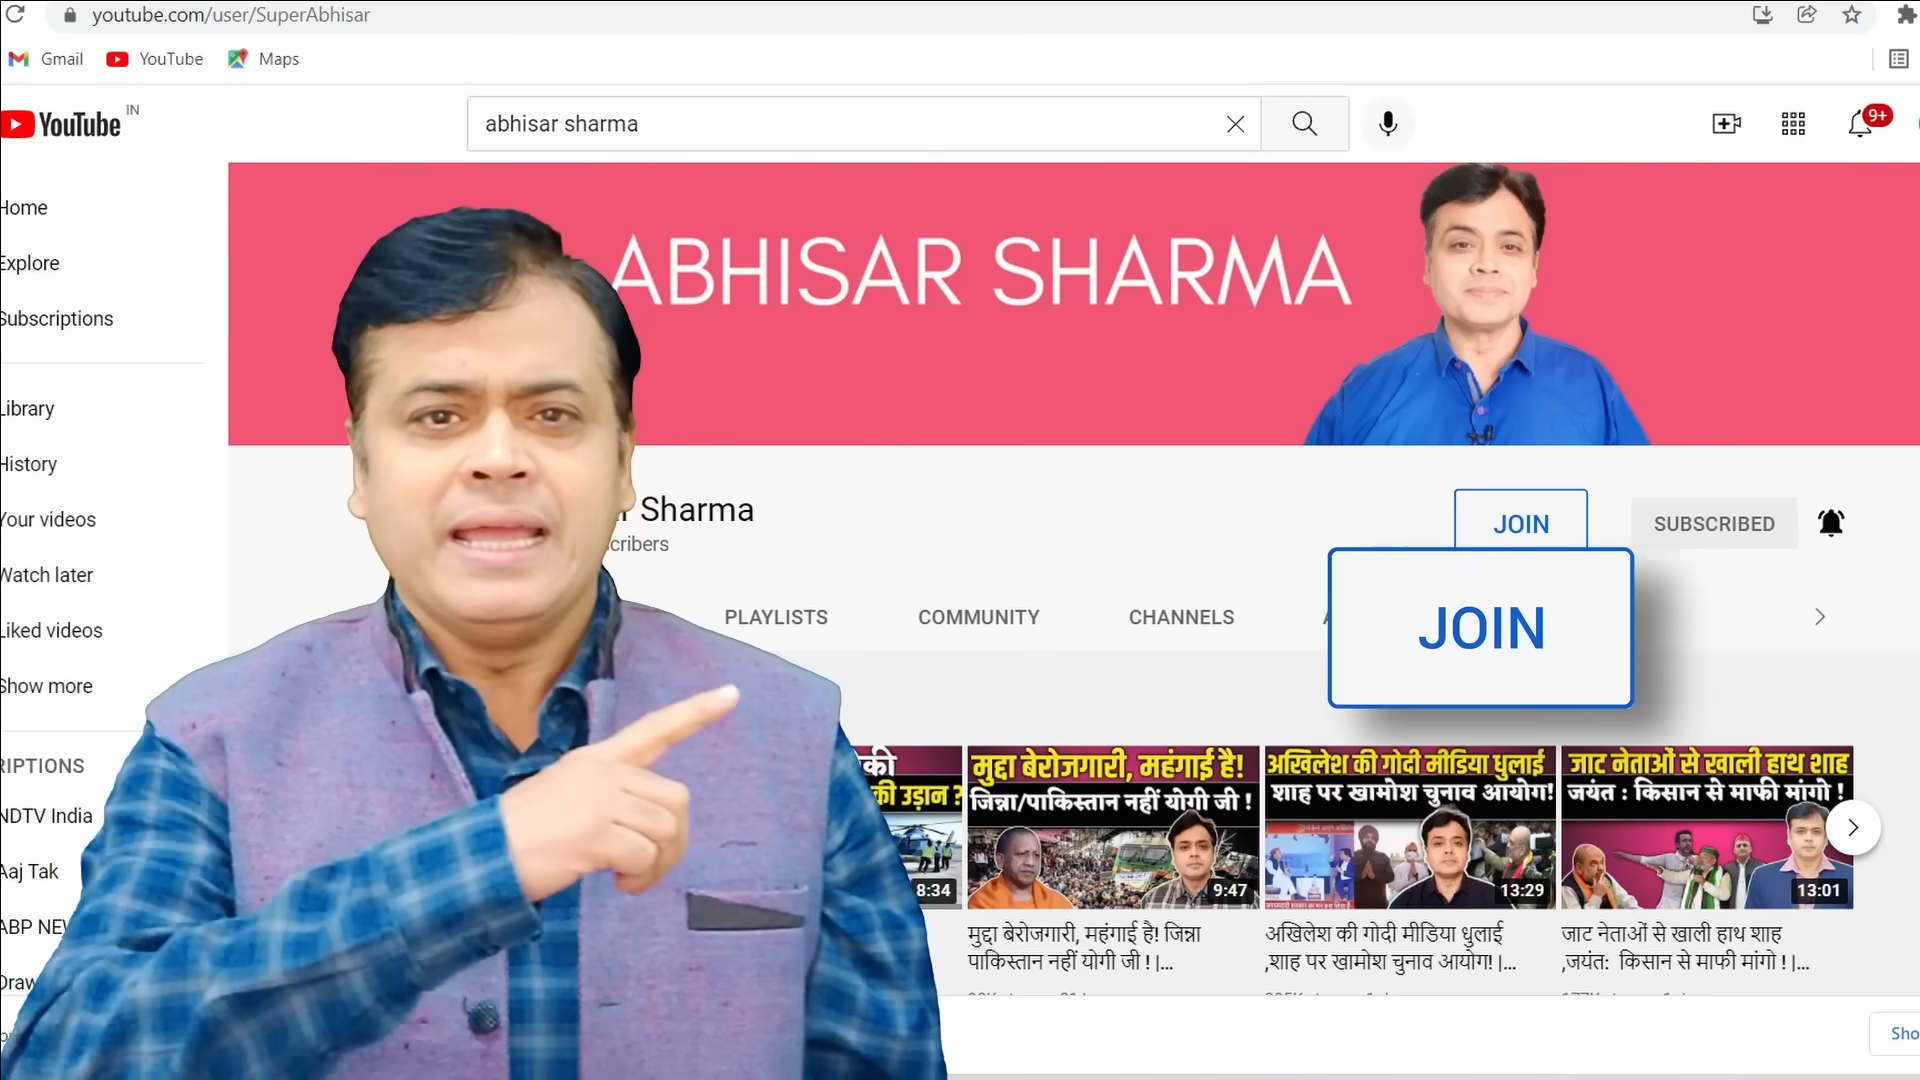 youtube.com/user/SuperAbhisar
Gmail
YouTube
Maps
YouTube IN
abhisar sharma
9+
Home
Explore
Subscriptions
Library
History
Your videos
Watch later
Liked videos
Show more
NDTV India
Aaj Tak
ABP
ABHISAR SHARMA
Sharma
JOIN
SUBSCRIBED
JOIN
PLAYLISTS
COMMUNITY
CHANNELS
की
की उड़ान ?
8:34
मुद्दा बेरोजगारी, महंगाई है!
जिन्ना/पाकिस्तान नहीं योगी जी !
9:47
मुद्दा बेरोजगारी, महंगाई है! जिन्ना
पाकिस्तान नहीं योगी जी ! |...
अखिलेश की गोदी मीडिया धुलाई
शाह पर खामोश चुनाव आयोग!
13:29
अखिलेश की गोदी मीडिया धुलाई
,शाह पर खामोश चुनाव आयोग! |...
जाट नेताओं से खाली हाथ शाह
जयंत : किसान से माफी मांगो !
13:01
जाट नेताओं से खाली हाथ शाह
,जयंत: किसान से माफी मांगो ! |...